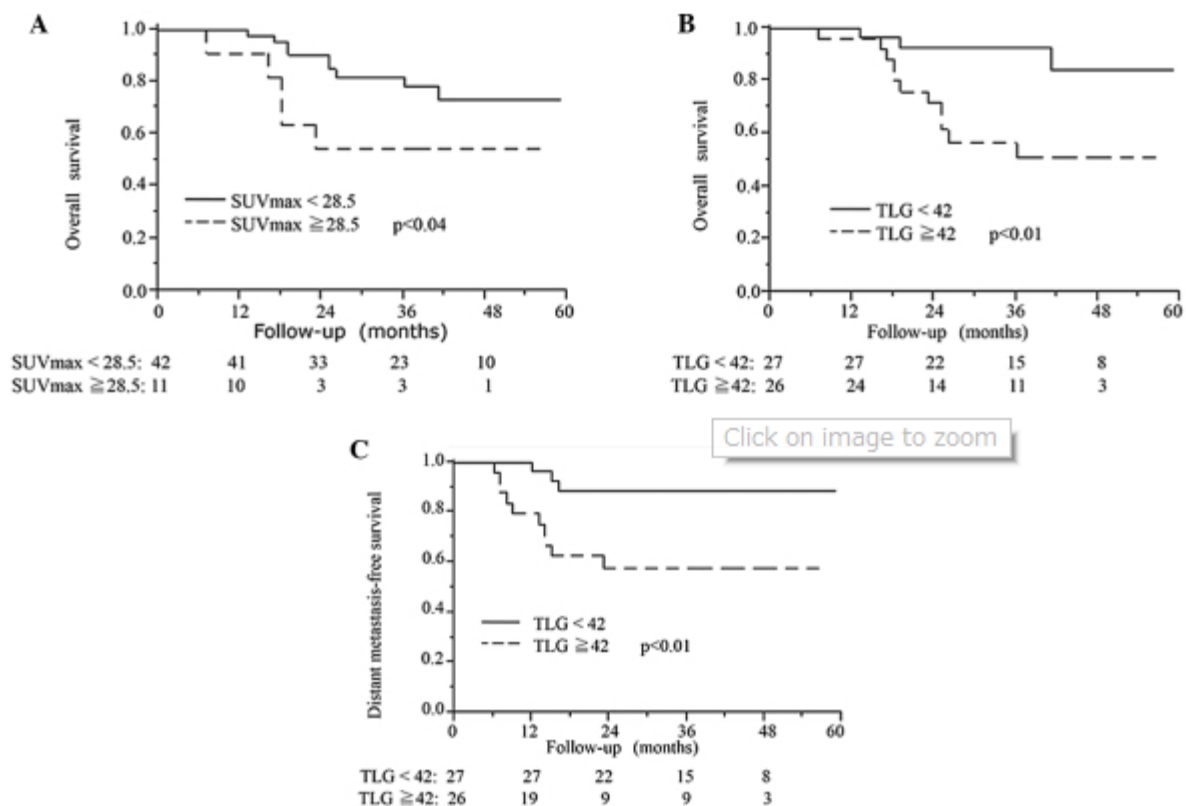 A
Overall survival
1.0
0.8
0.6
0.4
0.2
0.0
SUVmax < 28.5
SUVmax ≧28.5 p<0.04
0 12 24 36 48 60
Follow-up (months)
SUVmax < 28.5: 42 41 33 23 10
SUVmax ≧28.5: 11 10 3 3 1
B
Overall survival
1.0
0.8
0.6
0.4
0.2
0.0
TLG < 42
TLG ≧42 p<0.01
0 12 24 36 48 60
Follow-up (months)
TLG < 42: 27 27 22 15 8
TLG ≧42: 26 24 14 11 3
Click on image to zoom
C
Distant metastasis-free survival
1.0
0.8
0.6
0.4
0.2
0.0
TLG < 42
TLG ≧42 p<0.01
0 12 24 36 48 60
Follow-up (months)
TLG < 42: 27 27 22 15 8
TLG ≧42: 26 19 9 9 3